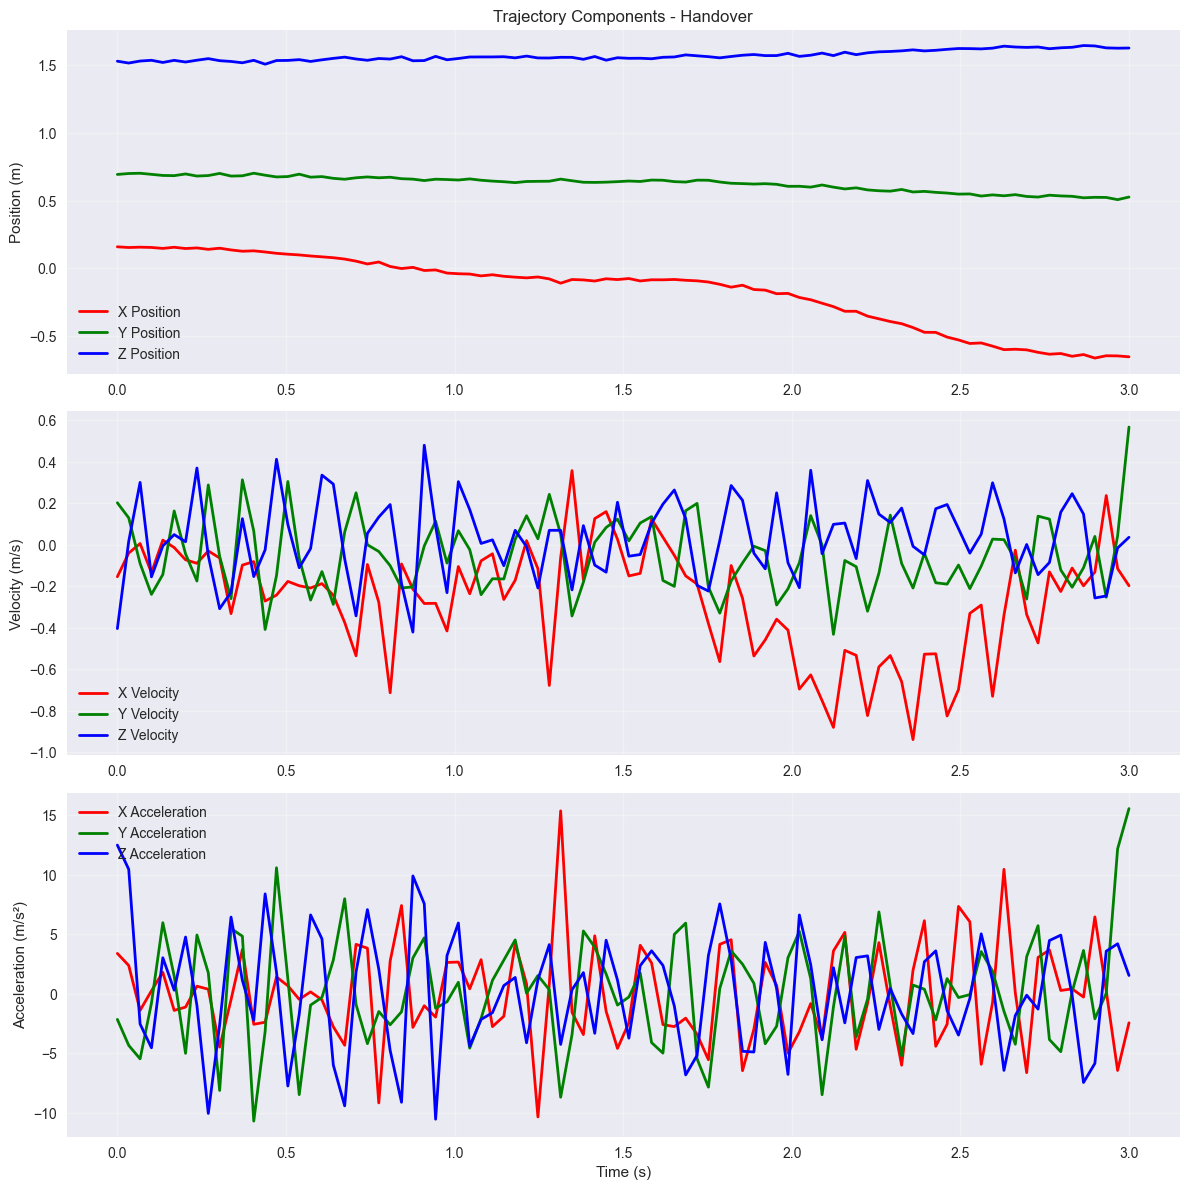 Trajectory Components - Handover
Position (m)
1.5
1.0
0.5
0.0
−0.5
X Position
Y Position
Z Position
0.0 0.5 1.0 1.5 2.0 2.5 3.0
Velocity (m/s)
0.6
0.4
0.2
0.0
−0.2
−0.4
−0.6
−0.8
−1.0
X Velocity
Y Velocity
Z Velocity
0.0 0.5 1.0 1.5 2.0 2.5 3.0
Acceleration (m/s²)
15
10
5
0
−5
−10
X Acceleration
Y Acceleration
Z Acceleration
0.0 0.5 1.0 1.5 2.0 2.5 3.0
Time (s)